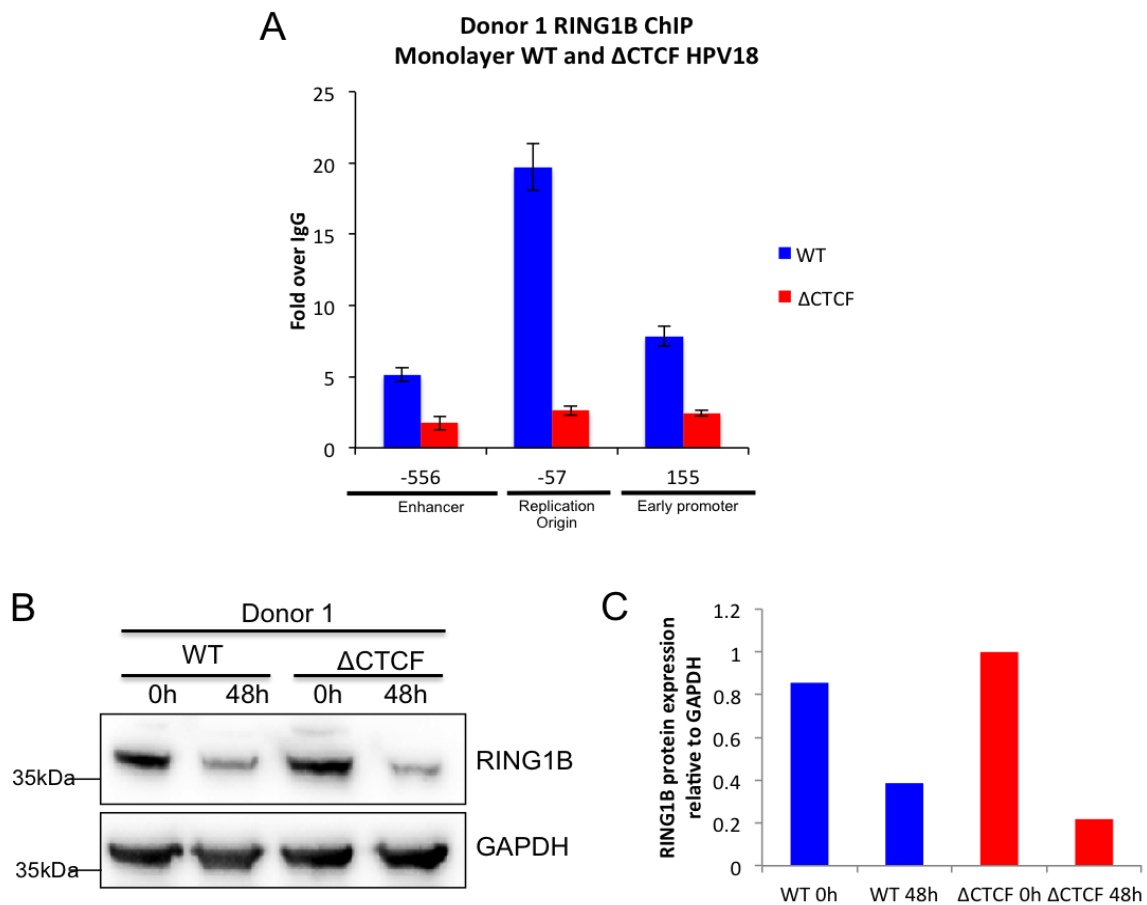 A
Donor 1 RING1B ChIP
Monolayer WT and ΔCTCF HPV18
Fold over IgG
25
20
15
10
5
0
-556
-57
155
Enhancer
Replication
Origin
Early promoter
WT
ΔCTCF
B
Donor 1
WT
ΔCTCF
0h
48h
0h
48h
35kDa
RING1B
35kDa
GAPDH
C
RING1B protein expression
relative to GAPDH
1.2
1
0.8
0.6
0.4
0.2
0
WT 0h
WT 48h
ΔCTCF 0h
ΔCTCF 48h